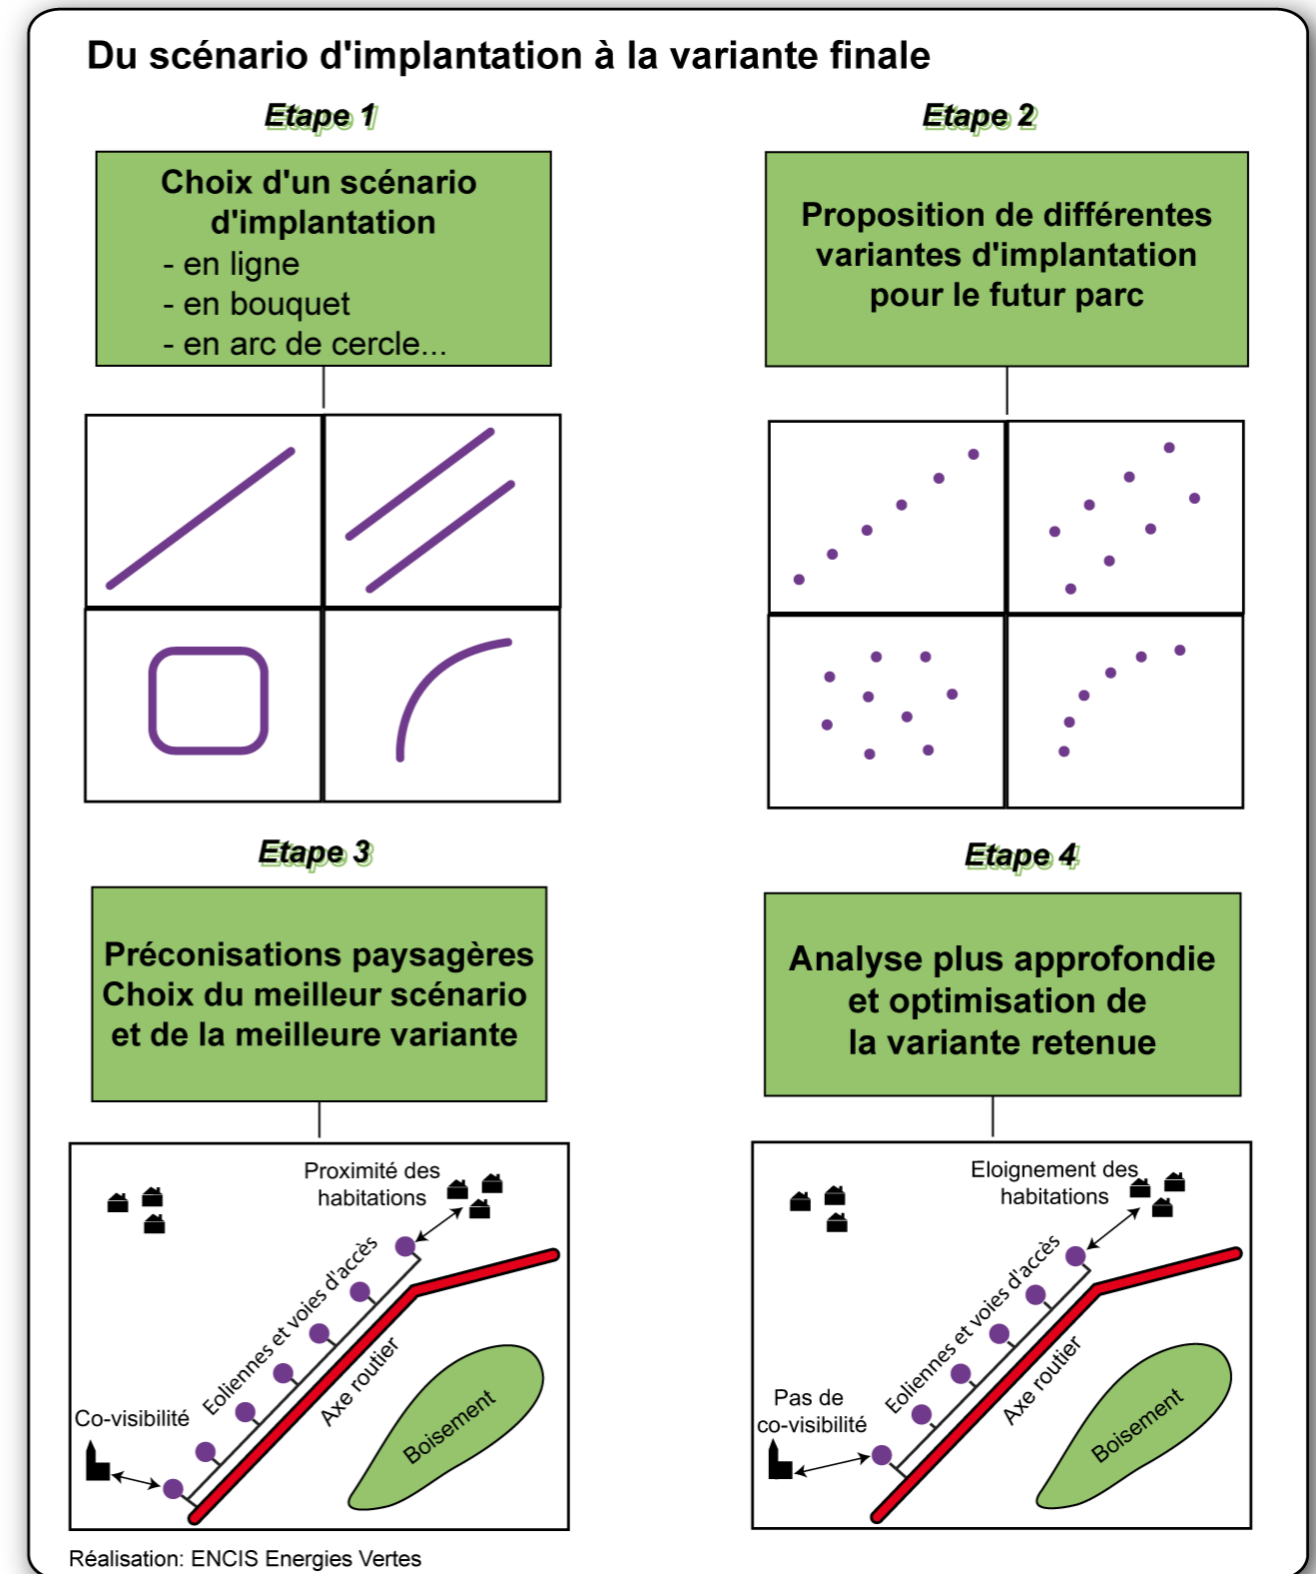 Du scénario d'implantation à la variante finale
Etape 1
Choix d'un scénario
d'implantation
- en ligne
- en bouquet
- en arc de cercle...
Etape 2
Proposition de différentes
variantes d'implantation
pour le futur parc
Etape 3
Préconisations paysagères
Choix du meilleur scénario
et de la meilleure variante
Proximité des
habitations
Eoliennes et voies d'accès
Axe routier
Co-visibilité
Boisement
Etape 4
Analyse plus approfondie
et optimisation de
la variante retenue
Eloignement des
habitations
Eoliennes et voies d'accès
Axe routier
Pas de
co-visibilité
Boisement
Réalisation: ENCIS Energies Vertes